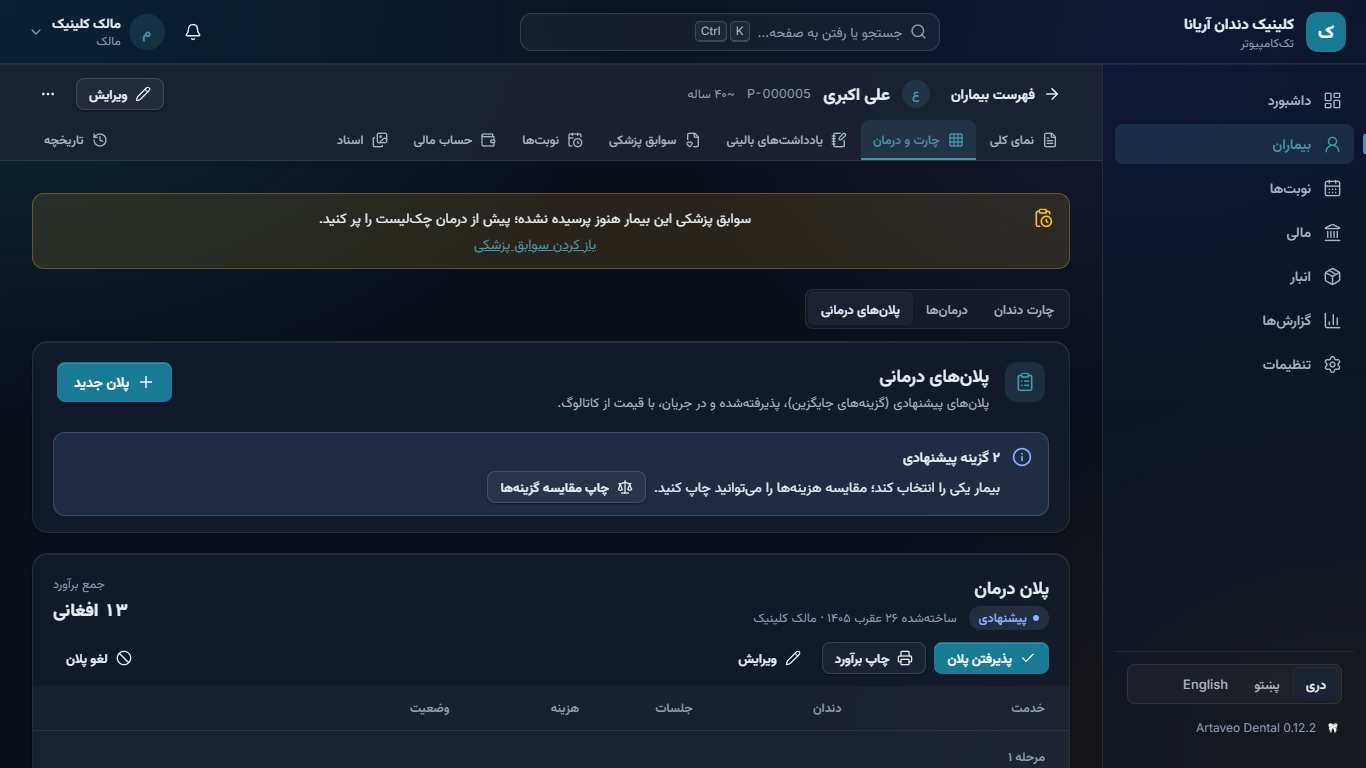 کلینیک دندان آریانا
تک‌کامپیوتر
جستجو یا رفتن به صفحه... Ctrl K
مالک کلینیک
مالک
م
ک
داشبورد
بیماران
نوبت‌ها
مالی
انبار
گزارش‌ها
تنظیمات
دری پښتو English
Artaveo Dental 0.12.2
فهرست بیماران ع علی اکبری P-000005 ~۴۰ ساله
ویرایش
نمای کلی چارت و درمان یادداشت‌های بالینی سوابق پزشکی نوبت‌ها حساب مالی اسناد تاریخچه
سوابق پزشکی این بیمار هنوز پرسیده نشده؛ پیش از درمان چک‌لیست را پر کنید.
باز کردن سوابق پزشکی
چارت دندان درمان‌ها پلان‌های درمانی
پلان‌های درمانی
پلان‌های پیشنهادی (گزینه‌های جایگزین)، پذیرفته‌شده و در جریان، با قیمت از کاتالوگ.
پلان جدید
۲ گزینه پیشنهادی
بیمار یکی را انتخاب کند؛ مقایسه هزینه‌ها را می‌توانید چاپ کنید. چاپ مقایسه گزینه‌ها
پلان درمان
پیشنهادی ساخته‌شده ۲۶ عقرب ۱۴۰۵ · مالک کلینیک
جمع برآورد
۱۳ افغانی
پذیرفتن پلان چاپ برآورد ویرایش لغو پلان
خدمت دندان جلسات هزینه وضعیت
مرحله ۱